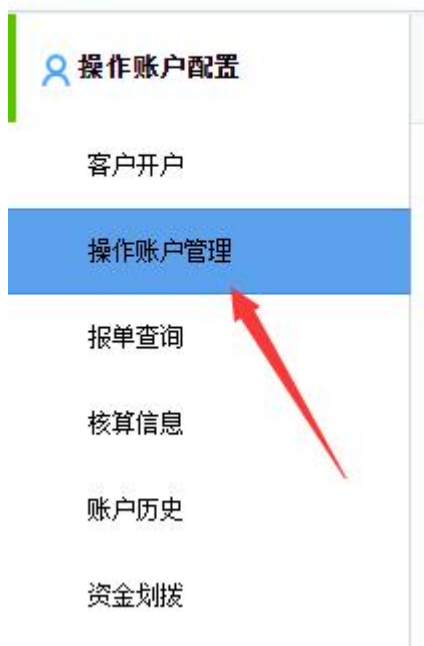 操作账户配置
客户开户
操作账户管理
报单查询
核算信息
账户历史
资金划拨